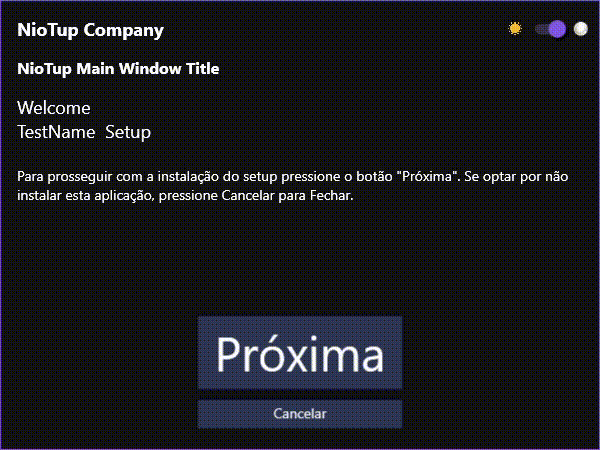 NioTup Company
NioTup Main Window Title
Welcome
TestName  Setup
Para prosseguir com a instalação do setup pressione o botão "Próxima". Se optar por não
instalar esta aplicação, pressione Cancelar para Fechar.
Próxima
Cancelar